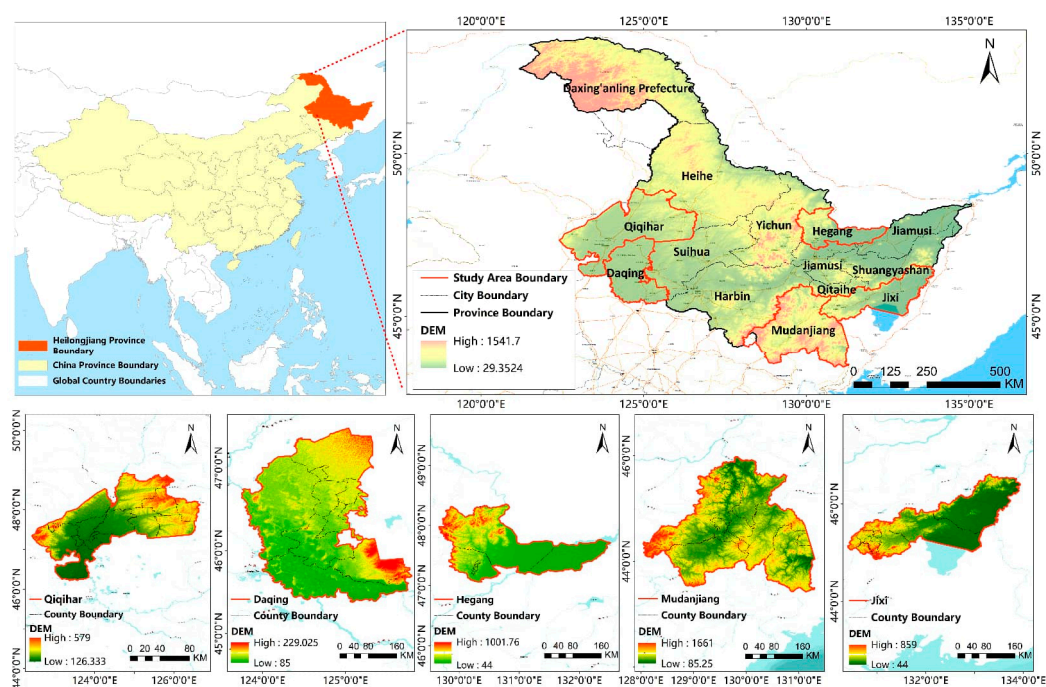 120°0'0"E
125°0'0"E
130°0'0"E
135°0'0"E
N
50°0'0"N
45°0'0"N
Daxing'anling Prefecture
Heihe
Qiqihar
Yichun
Hegang
Jiamusi
Suihua
Daqing
Jiamusi
Shuangyashan
Qitaihe
Jixi
Harbin
Mudanjiang
Study Area Boundary
City Boundary
Province Boundary
DEM
High : 1541.7
Low : 29.3524
0 125 250 500
KM
50°0'0"N
45°0'0"N
120°0'0"E
125°0'0"E
130°0'0"E
135°0'0"E
Heilongjiang Province
Boundary
China Province Boundary
Global Country Boundaries
N
50°0'0"N
48°0'0"N
46°0'0"N
14°0'0"N
Qiqihar
County Boundary
DEM
High : 579
Low : 126.333
0 20 40 80
KM
124°0'0"E
126°0'0"E
N
47°0'0"N
46°0'0"N
45°0'0"N
Daqing
County Boundary
DEM
High : 229.025
Low : 85
0 40 80 160
KM
124°0'0"E
125°0'0"E
N
49°0'0"N
48°0'0"N
47°0'0"N
46°0'0"N
Hegang
County Boundary
DEM
High : 1001.76
Low : 44
0 40 80 160
KM
130°0'0"E
131°0'0"E
132°0'0"E
N
46°0'0"N
44°0'0"N
Mudanjiang
County Boundary
DEM
High : 1661
Low : 85.25
0 40 80 160
KM
128°0'0"E
129°0'0"E
130°0'0"E
131°0'0"E
N
46°0'0"N
44°0'0"N
Jixi
County Boundary
DEM
High : 859
Low : 44
0 40 80 160
KM
132°0'0"E
134°0'0"E